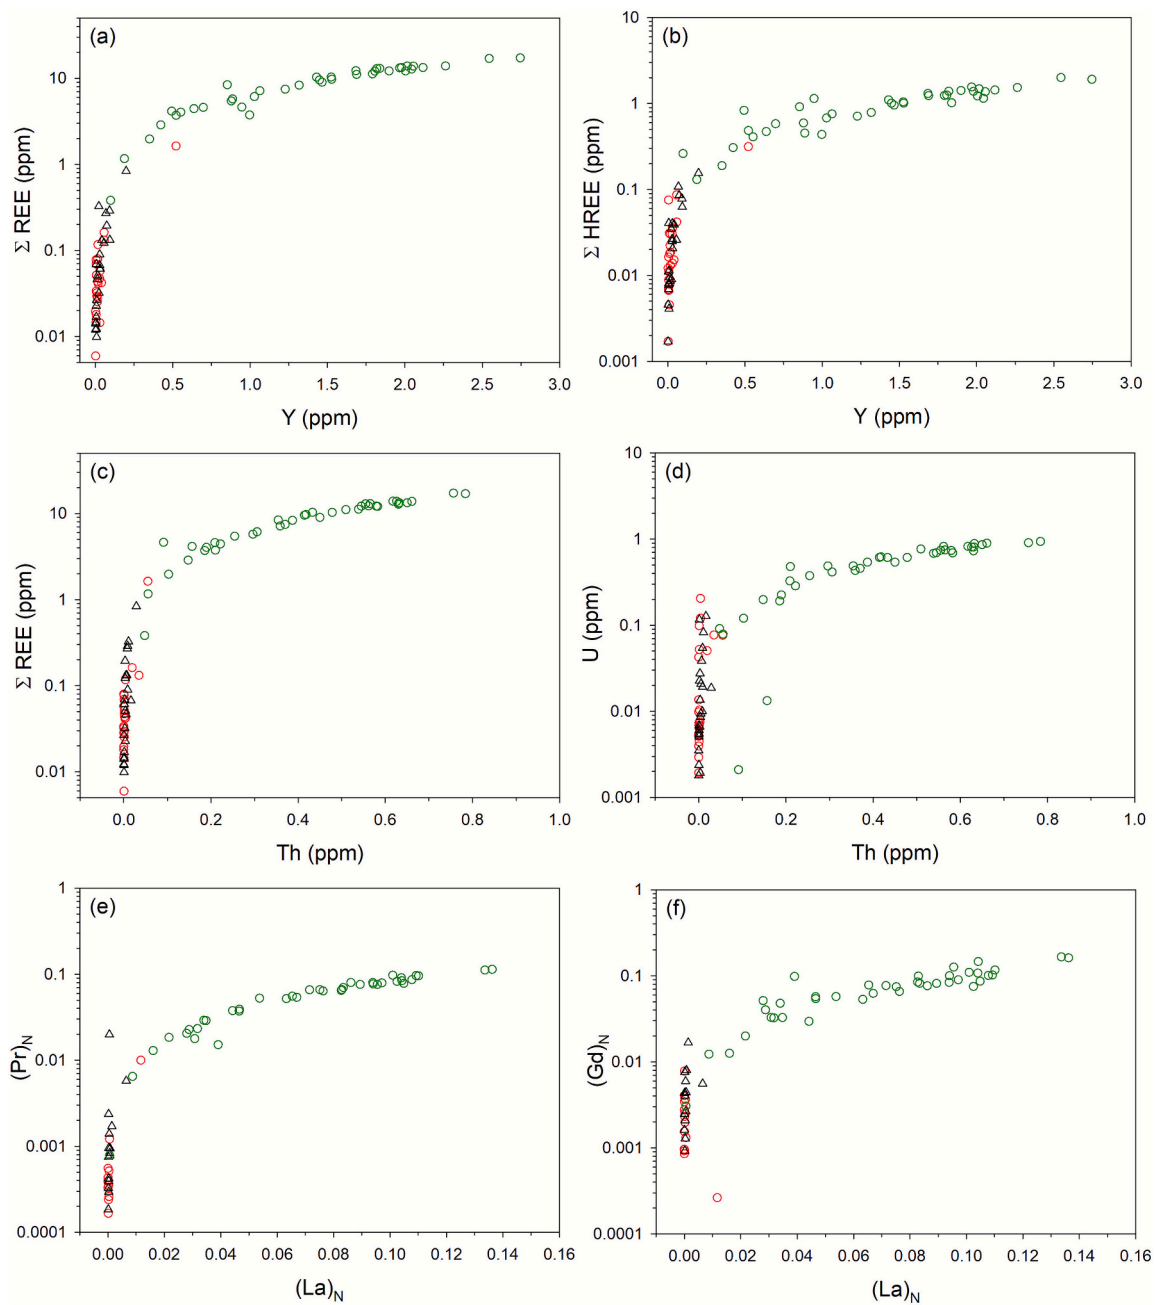 (a)
10
1
0.1
0.01
Σ REE (ppm)
0.0 0.5 1.0 1.5 2.0 2.5 3.0
Y (ppm)
(b)
10
1
0.1
0.01
0.001
Σ HREE (ppm)
0.0 0.5 1.0 1.5 2.0 2.5 3.0
Y (ppm)
(c)
10
1
0.1
0.01
Σ REE (ppm)
0.0 0.2 0.4 0.6 0.8 1.0
Th (ppm)
(d)
10
1
0.1
0.01
0.001
U (ppm)
0.0 0.2 0.4 0.6 0.8 1.0
Th (ppm)
(e)
1
0.1
0.01
0.001
0.0001
(Pr)N
0.00 0.02 0.04 0.06 0.08 0.10 0.12 0.14 0.16
(La)N
(f)
1
0.1
0.01
0.001
0.0001
(Gd)N
0.00 0.02 0.04 0.06 0.08 0.10 0.12 0.14 0.16
(La)N